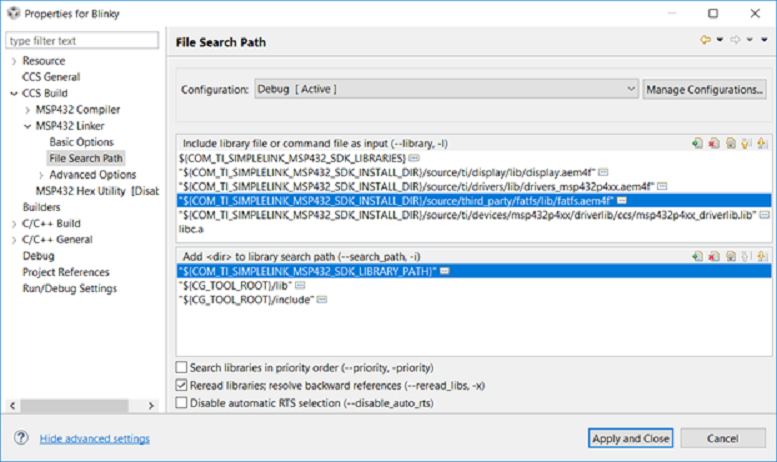 Properties for Blinky
type filter text
Resource
CCS General
CCS Build
MSP432 Compiler
MSP432 Linker
Basic Options
File Search Path
Advanced Options
MSP432 Hex Utility [Disab
Builders
C/C++ Build
C/C++ General
Debug
Project References
Run/Debug Settings
File Search Path
Configuration:
Debug [ Active ]
Manage Configurations...
Include library file or command file as input (--library, -l)
${COM_TI_SIMPLELINK_MSP432_SDK_LIBRARIES}
"${COM_TI_SIMPLELINK_MSP432_SDK_INSTALL_DIR}/source/ti/display/lib/display.aem4f"
"${COM_TI_SIMPLELINK_MSP432_SDK_INSTALL_DIR}/source/ti/drivers/lib/drivers_msp432p4xx.aem4f"
"${COM_TI_SIMPLELINK_MSP432_SDK_INSTALL_DIR}/source/third_party/fatfs/lib/fatfs.aem4f"
"${COM_TI_SIMPLELINK_MSP432_SDK_INSTALL_DIR}/source/ti/devices/msp432p4xx/driverlib/ccs/msp432p4xx_driverlib.lib"
libc.a
Add <dir> to library search path (--search_path, -i)
"${COM_TI_SIMPLELINK_MSP432_SDK_LIBRARY_PATH}"
"${CG_TOOL_ROOT}/lib"
"${CG_TOOL_ROOT}/include"
Search libraries in priority order (--priority, -priority)
Reread libraries; resolve backward references (--reread_libs, -x)
Disable automatic RTS selection (--disable_auto_rts)
Hide advanced settings
Apply and Close
Cancel